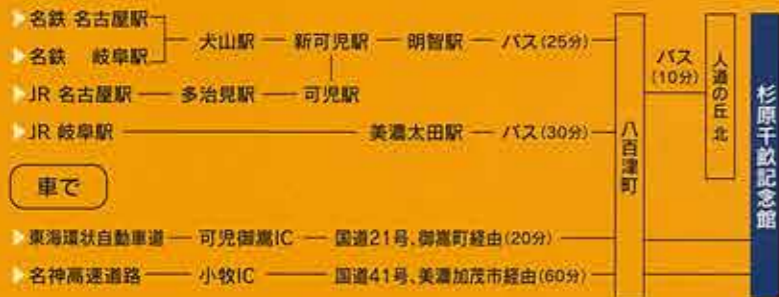 名鉄 名古屋駅
名鉄 岐阜駅
犬山駅 新可児駅 明智駅 バス(25分)
JR 名古屋駅 多治見駅 可児駅
JR 岐阜駅 美濃太田駅 バス(30分)
八百津町
バス
(10分)
人道の丘 北
杉原千畝記念館
車で
東海環状自動車道 可児御嵩IC 国道21号、御嵩町経由(20分)
名神高速道路 小牧IC 国道41号、美濃加茂市経由(60分)